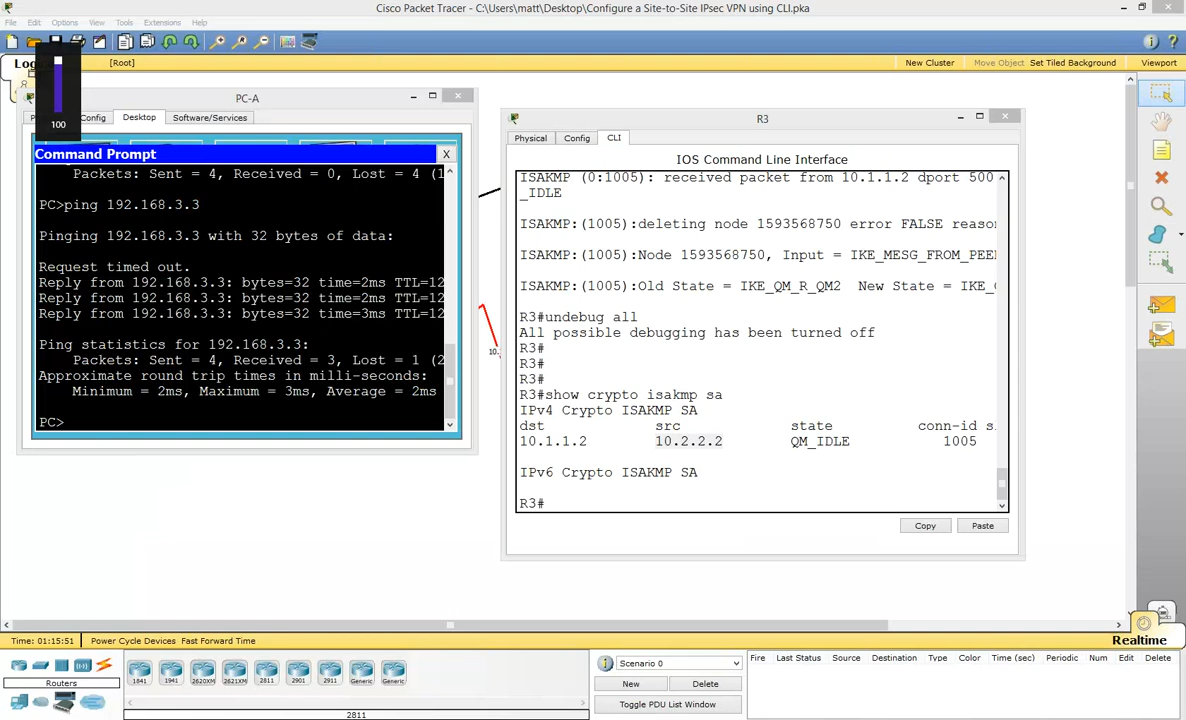 Cisco Packet Tracer - C:\Users\matt\Desktop\Configure a Site-to-Site IPsec VPN using CLI.pka
File Edit View Tools Extensions Help
Options
[Root]
New Cluster
Move Object
Set Tiled Background
Viewport
100
PC-A
Config
Desktop
Software/Services
Command Prompt
X
Packets: Sent = 4, Received = 0, Lost = 4 (1
PC>ping 192.168.3.3
Pinging 192.168.3.3 with 32 bytes of data:
Request timed out.
Reply from 192.168.3.3: bytes=32 time=2ms TTL=12
Reply from 192.168.3.3: bytes=32 time=2ms TTL=12
Reply from 192.168.3.3: bytes=32 time=3ms TTL=12
Ping statistics for 192.168.3.3:
Packets: Sent = 4, Received = 3, Lost = 1 (2
Approximate round trip times in milli-seconds:
Minimum = 2ms, Maximum = 3ms, Average = 2ms
PC>
10.
R3
Physical
Config
CLI
IOS Command Line Interface
ISAKMP (0:1005): received packet from 10.1.1.2 dport 500
_IDLE
ISAKMP:(1005):deleting node 1593568750 error FALSE reaso
ISAKMP:(1005):Node 1593568750, Input = IKE_MESG_FROM_PEE
ISAKMP:(1005):Old State = IKE_QM_R_QM2 New State = IKE_
R3#undebug all
All possible debugging has been turned off
R3#
R3#
R3#
R3#show crypto isakmp sa
IPv4 Crypto ISAKMP SA
dst src state conn-id
10.1.1.2 10.2.2.2 QM_IDLE 1005
IPv6 Crypto ISAKMP SA
R3#
Copy
Paste
Time: 01:15:51
Power Cycle Devices Fast Forward Time
Realtime
Routers
1841
1941
2620XM
2621XM
2811
2901
2911
Generic
Generic
2811
Scenario 0
New
Delete
Toggle PDU List Window
Fire Last Status Source Destination Type Color Time (sec) Periodic Num Edit Delete